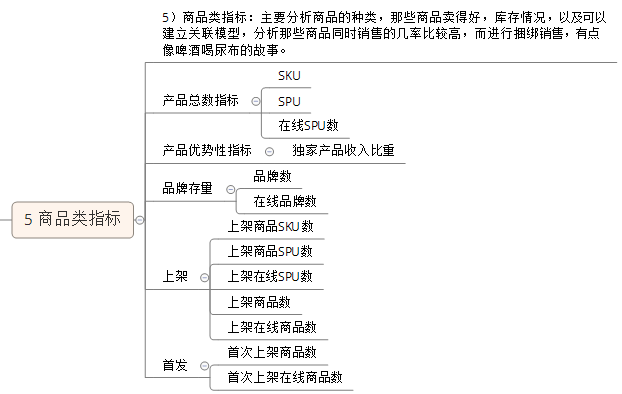 5）商品类指标：主要分析商品的种类，那些商品卖得好，库存情况，以及可以
建立关联模型，分析那些商品同时销售的几率比较高，而进行捆绑销售，有点
像啤酒喝尿布的故事。
SKU
产品总数指标
SPU
在线SPU数
产品优势性指标
独家产品收入比重
品牌数
品牌存量
在线品牌数
5 商品类指标
上架商品SKU数
上架商品SPU数
上架
上架在线SPU数
上架商品数
上架在线商品数
首次上架商品数
首发
首次上架在线商品数